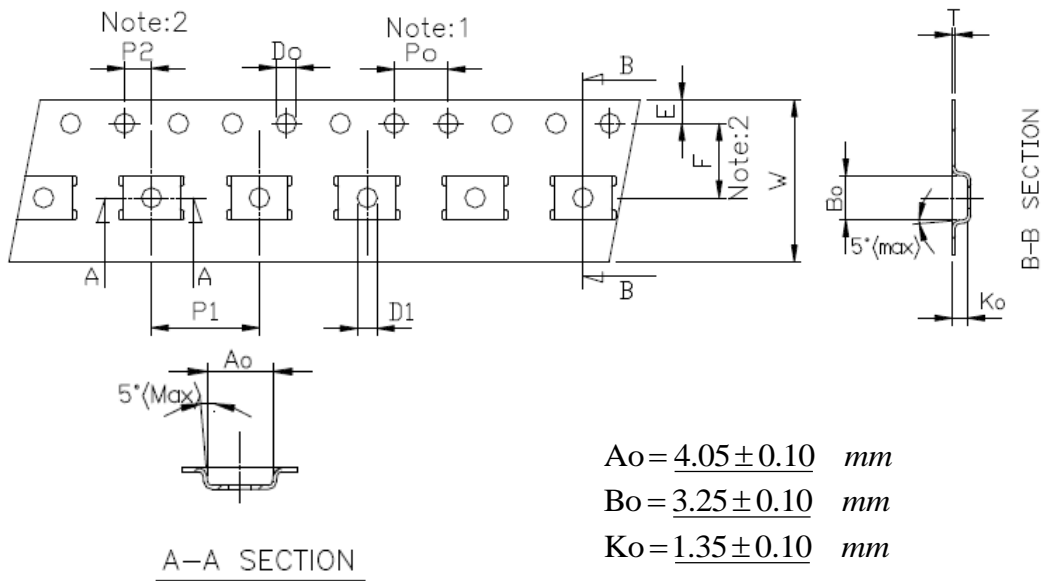 Note:2
P2
Do
Note:1
Po
B
T
E
F
Note:2
W
Bo
5°(max)
B-B SECTION
Ko
A
A
B
P1
D1
Ao
5°(Max)
A-A SECTION
Ao = 4.05 ± 0.10 mm
Bo = 3.25 ± 0.10 mm
Ko = 1.35 ± 0.10 mm